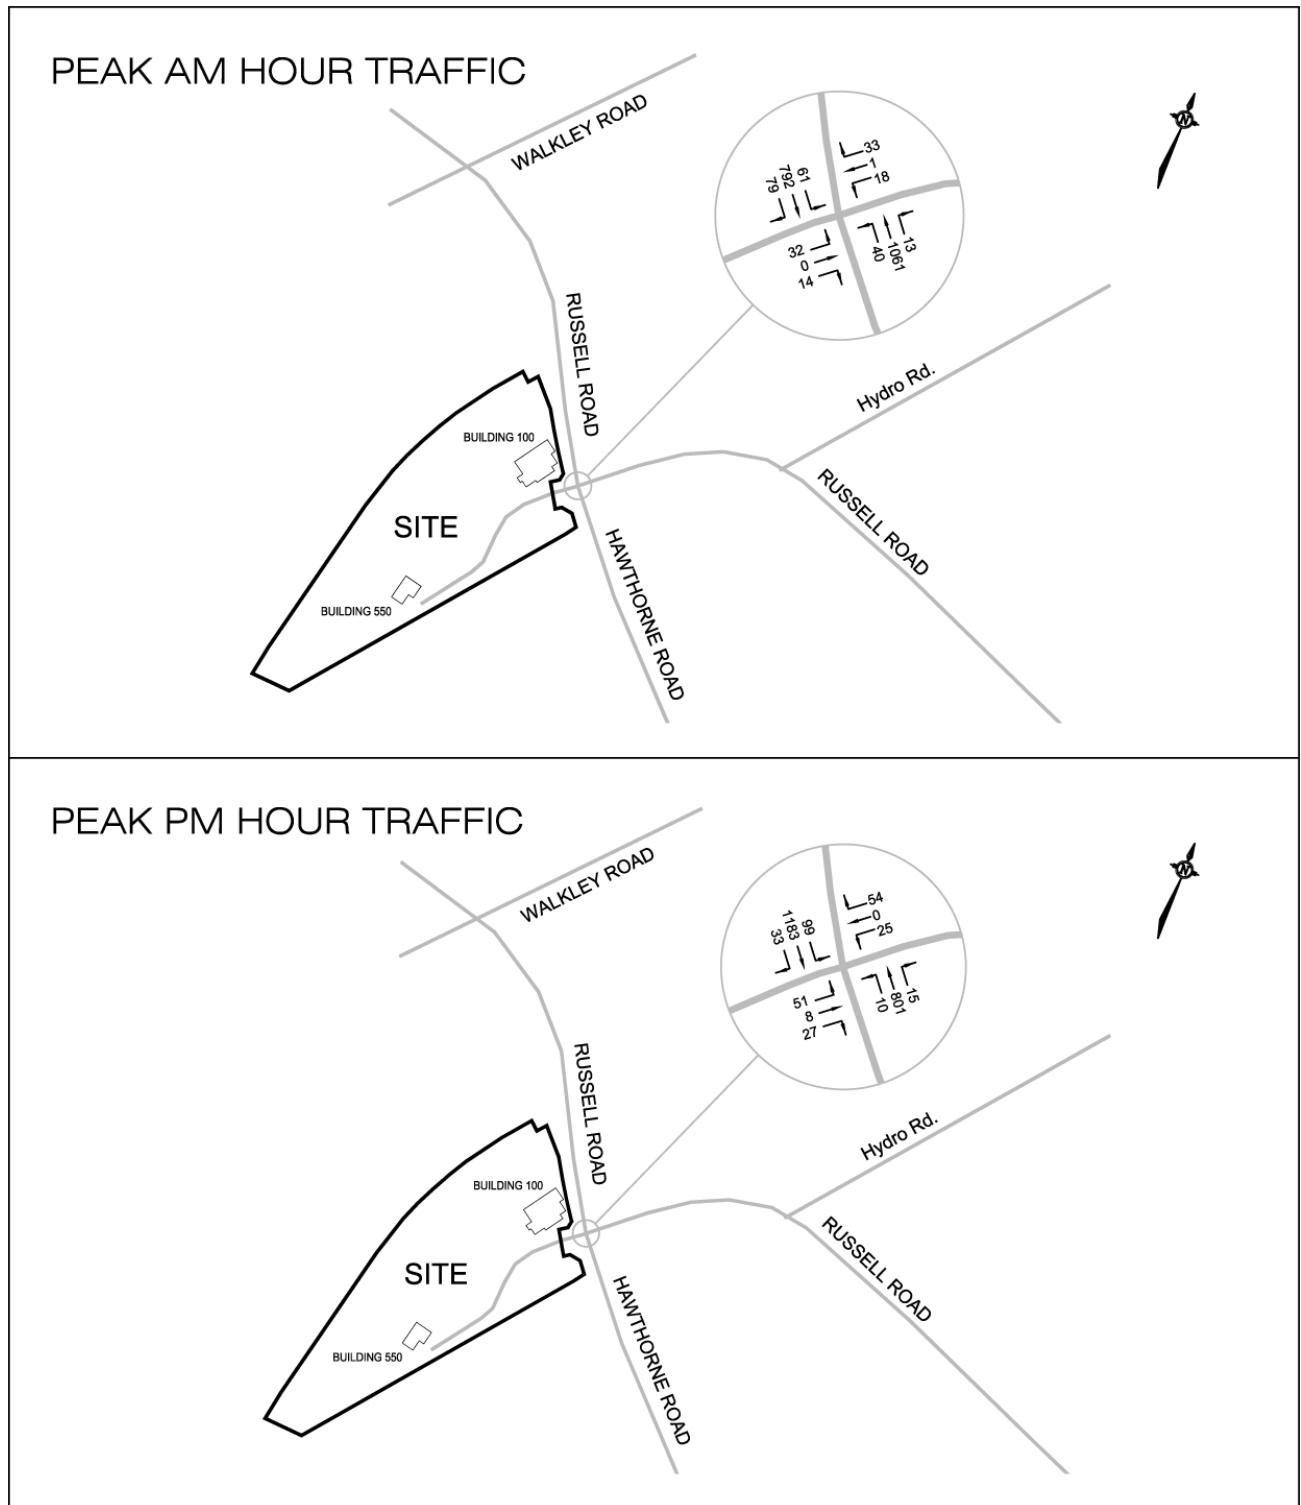 PEAK AM HOUR TRAFFIC
WALKLEY ROAD
N
33
1
18
79
792
61
32
0
14
40
1061
13
RUSSELL ROAD
Hydro Rd.
BUILDING 100
RUSSELL ROAD
SITE
HAWTHORNE ROAD
BUILDING 550
PEAK PM HOUR TRAFFIC
WALKLEY ROAD
N
54
0
25
33
1183
99
51
8
27
10
801
15
RUSSELL ROAD
Hydro Rd.
BUILDING 100
RUSSELL ROAD
SITE
HAWTHORNE ROAD
BUILDING 550